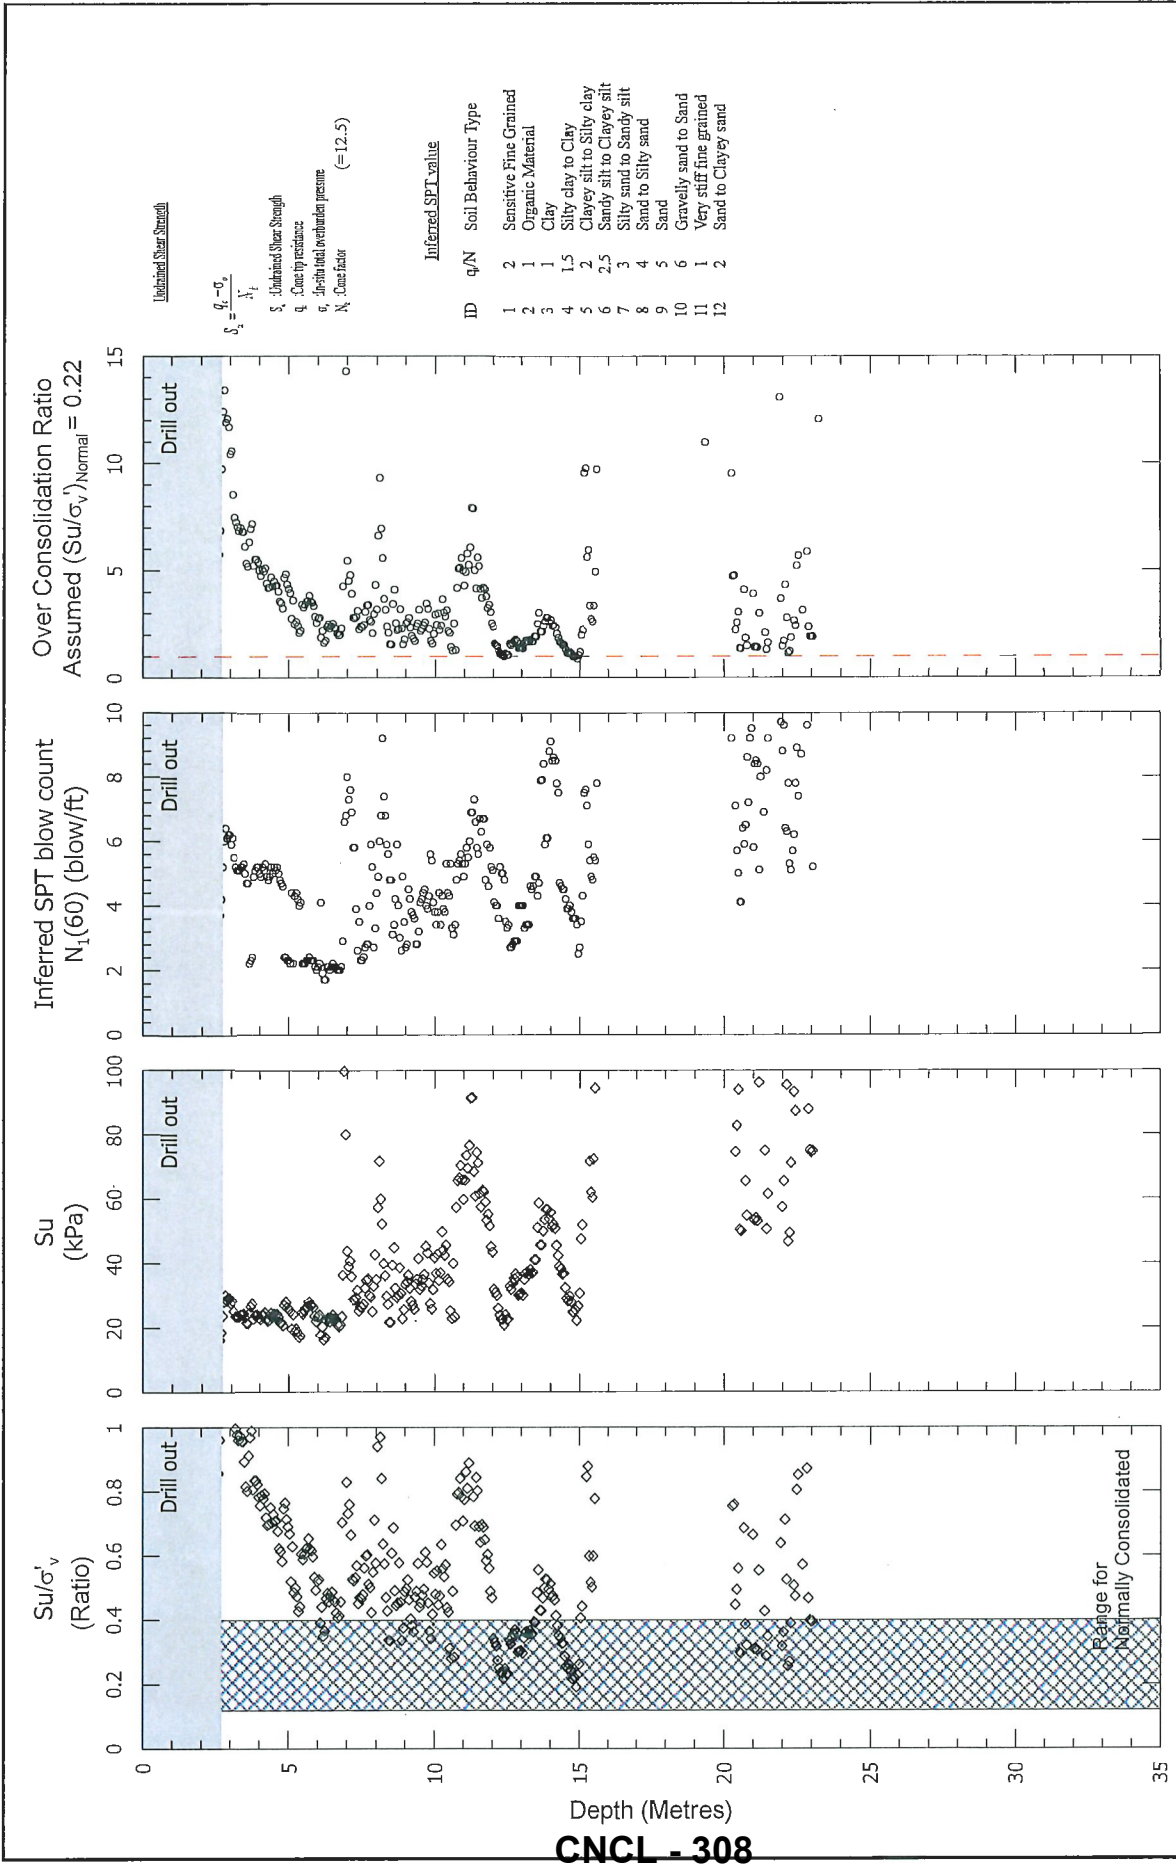 Su/σ'v
(Ratio)
Su
(kPa)
Inferred SPT blow count
N1(60) (blow/ft)
Over Consolidation Ratio
Assumed (Su/σv')Normal = 0.22
0 0.2 0.4 0.6 0.8 1
0 20 40 60 80 100
0 2 4 6 8 10
0 5 10 15
Drill out
Drill out
Drill out
Drill out
0
5
10
15
20
25
30
35
Depth (Metres)
Range for
Normally Consolidated
Undrained Shear Strength
Su :Undrained Shear Strength
:Cone tip resistance
:In-situ total overburden pressure
:Cone factor (=12.5)
Inferred SPT value
ID Soil Behaviour Type
1 2 Sensitive Fine Grained
2 1 Organic Material
3 1 Clay
4 1.5 Silty clay to Clay
5 2 Clayey silt to Silty clay
6 2.5 Sandy silt to Clayey silt
7 3 Silty sand to Sandy silt
8 4 Sand to Silty sand
9 5 Sand
10 6 Gravelly sand to Sand
11 1 Very stiff fine grained
12 2 Sand to Clayey sand
CNCL - 308